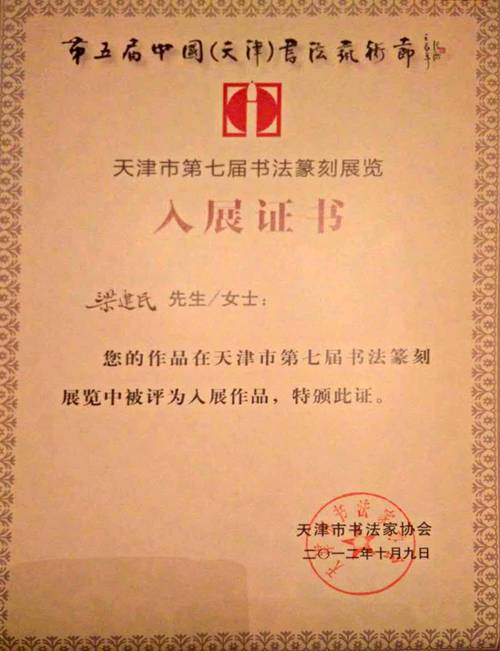 第五届中国(天津)书法艺术节
天津市第七届书法篆刻展览
入展证书
梁建民 先生/女士:
您的作品在天津市第七届书法篆刻
展览中被评为入展作品，特颁此证。
天津市书法家协会
二〇一二年十月九日